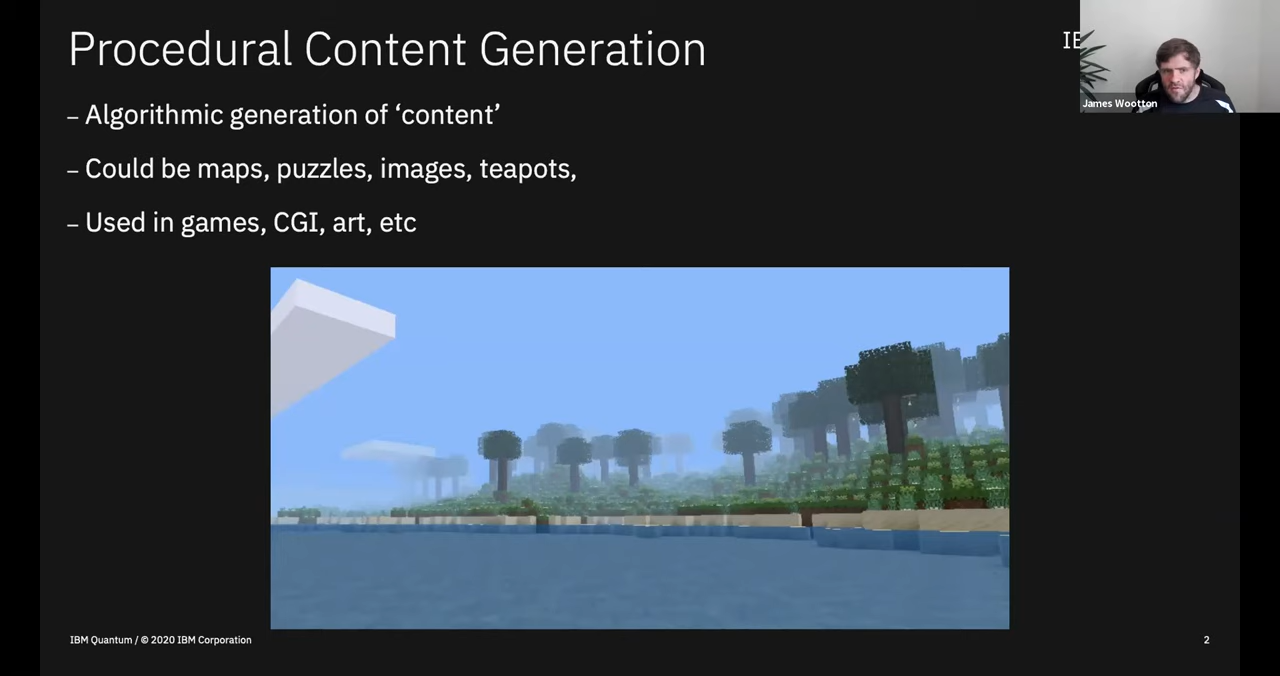 Procedural Content Generation
– Algorithmic generation of ‘content’
– Could be maps, puzzles, images, teapots,
– Used in games, CGI, art, etc
James Wootton
IBM Quantum / © 2020 IBM Corporation
2